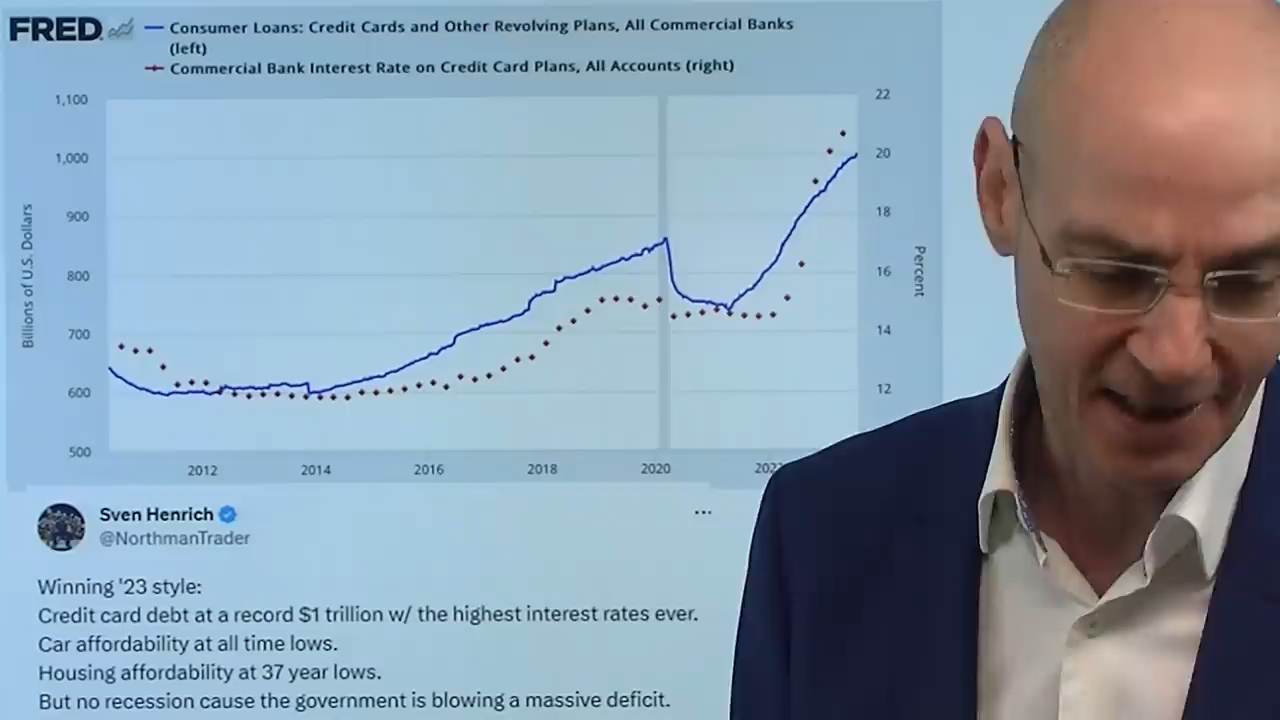 FRED
Consumer Loans: Credit Cards and Other Revolving Plans, All Commercial Banks
(left)
Commercial Bank Interest Rate on Credit Card Plans, All Accounts (right)
1,100
1,000
900
800
700
600
500
Billions of U.S. Dollars
22
20
18
16
14
12
Percent
2012
2014
2016
2018
2020
Sven Henrich
@NorthmanTrader
...
Winning '23 style:
Credit card debt at a record $1 trillion w/ the highest interest rates ever.
Car affordability at all time lows.
Housing affordability at 37 year lows.
But no recession cause the government is blowing a massive deficit.